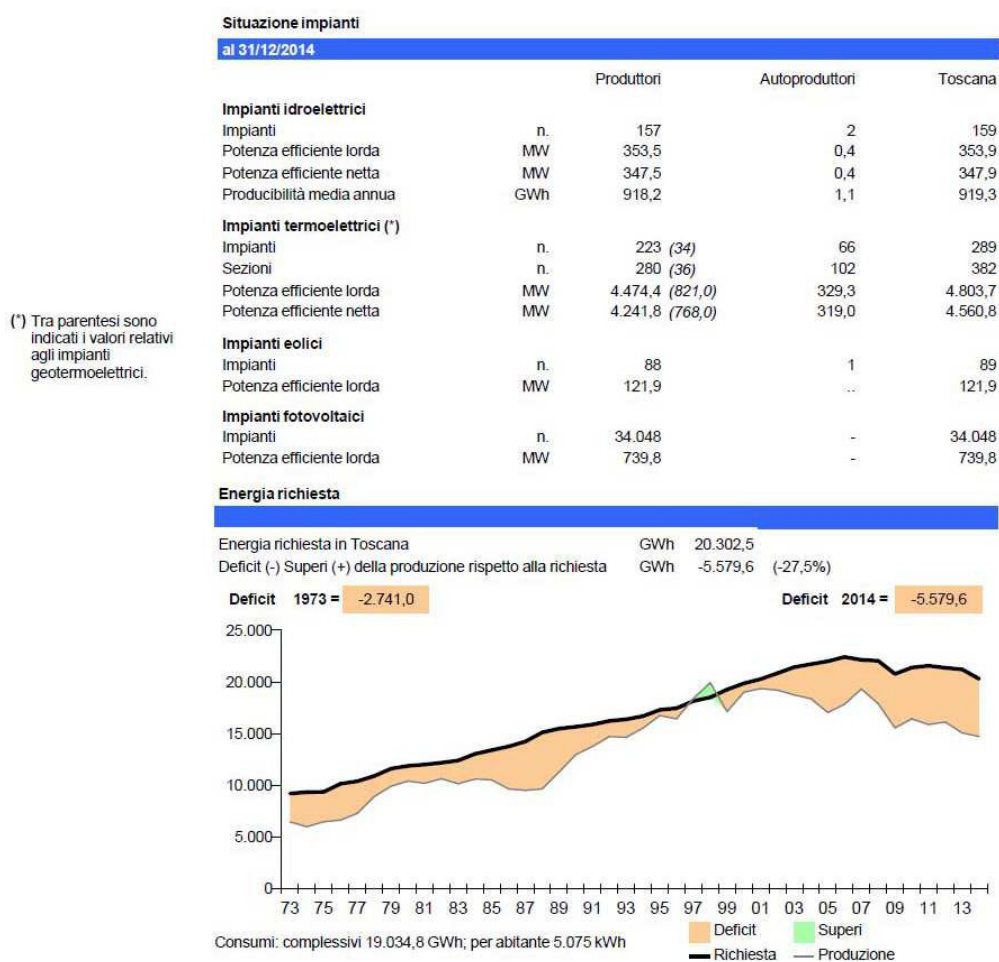 Situazione impianti
al 31/12/2014
Produttori Autoproduttori Toscana
Impianti idroelettrici
Impianti n. 157 2 159
Potenza efficiente lorda MW 353,5 0,4 353,9
Potenza efficiente netta MW 347,5 0,4 347,9
Producibilità media annua GWh 918,2 1,1 919,3
Impianti termoelettrici (*)
Impianti n. 223 (34) 66 289
Sezioni n. 280 (36) 102 382
Potenza efficiente lorda MW 4.474,4 (821,0) 329,3 4.803,7
Potenza efficiente netta MW 4.241,8 (768,0) 319,0 4.560,8
(*) Tra parentesi sono
indicati i valori relativi
agli impianti
geotermoelettrici.
Impianti eolici
Impianti n. 88 1 89
Potenza efficiente lorda MW 121,9 .. 121,9
Impianti fotovoltaici
Impianti n. 34.048 - 34.048
Potenza efficiente lorda MW 739,8 - 739,8
Energia richiesta
Energia richiesta in Toscana GWh 20.302,5
Deficit (-) Superi (+) della produzione rispetto alla richiesta GWh -5.579,6 (-27,5%)
Deficit 1973 = -2.741,0 Deficit 2014 = -5.579,6
25.000
20.000
15.000
10.000
5.000
0
73 75 77 79 81 83 85 87 89 91 93 95 97 99 01 03 05 07 09 11 13
Consumi: complessivi 19.034,8 GWh; per abitante 5.075 kWh
Deficit Superi
Richiesta Produzione